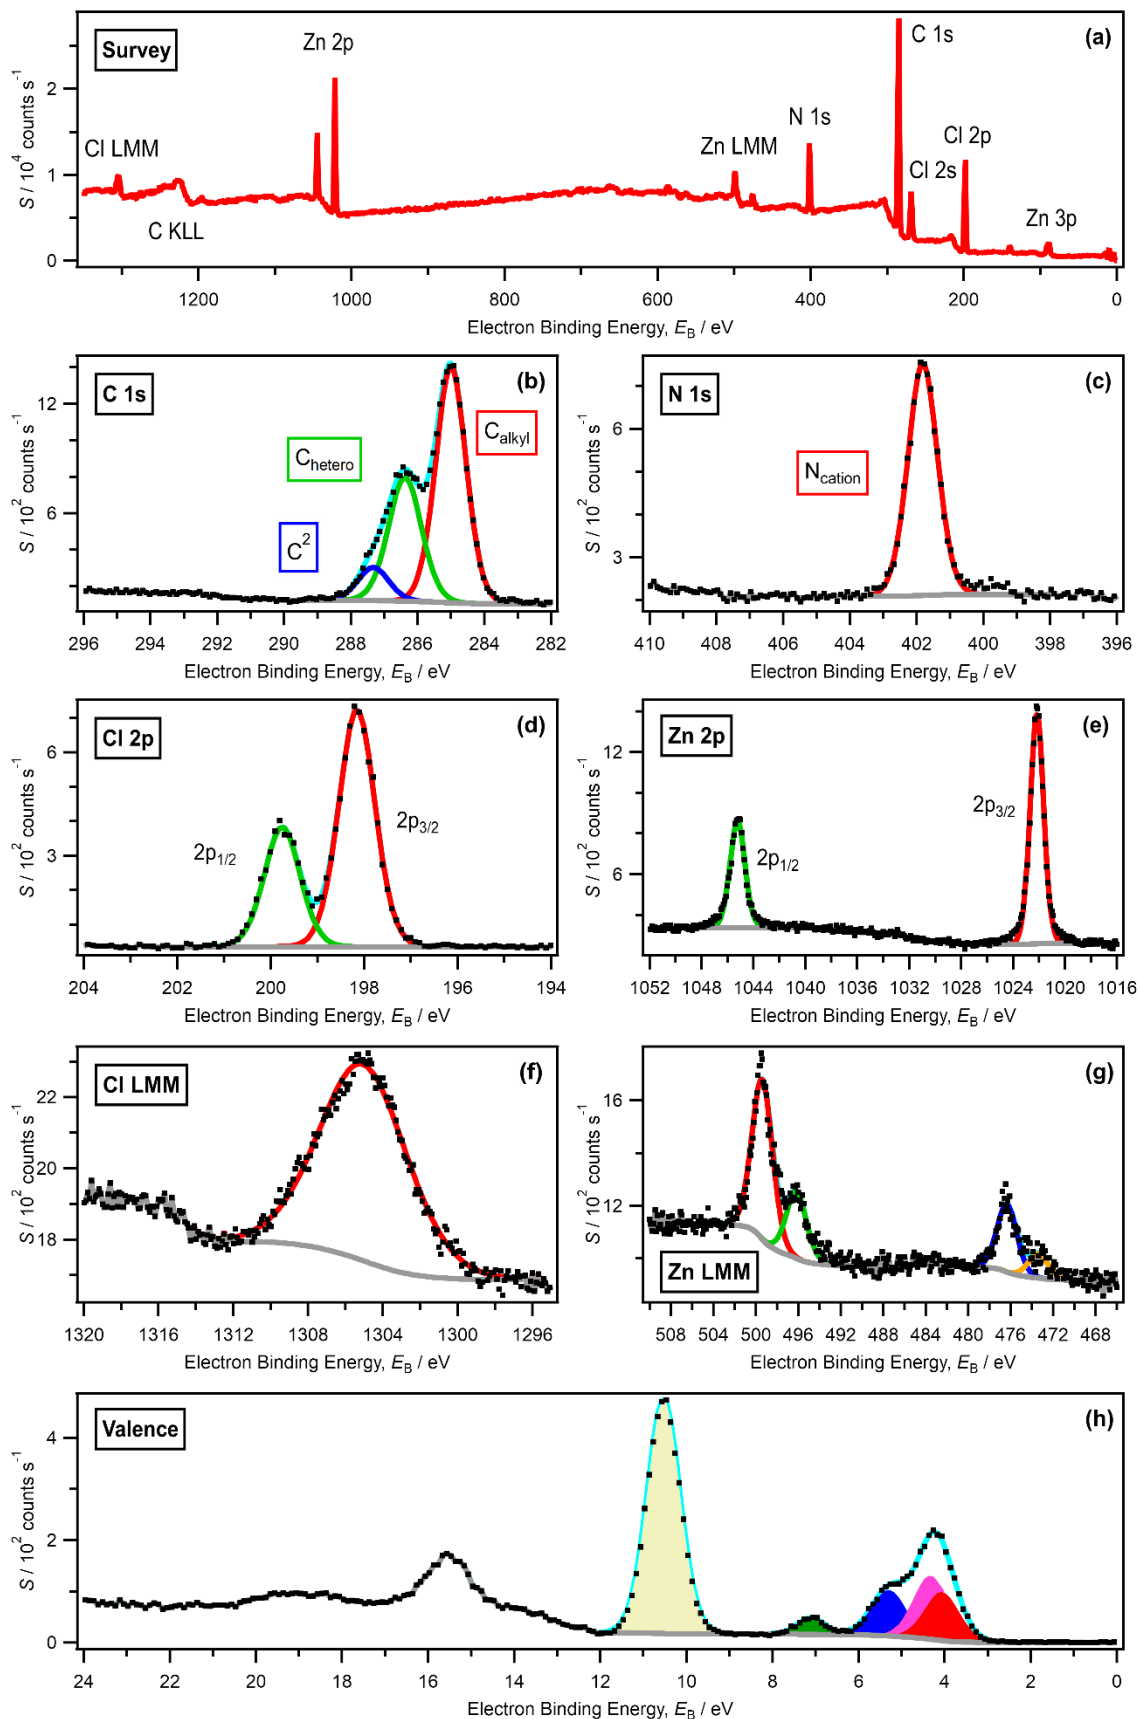 Survey
(a)
Zn 2p
C 1s
N 1s
Cl 2p
Cl LMM
Zn LMM
Cl 2s
C KLL
Zn 3p
S / 10⁴ counts s⁻¹
2
1
0
1200 1000 800 600 400 200 0
Electron Binding Energy, E_B / eV
C 1s
(b)
C_alkyl
C_hetero
C²
S / 10² counts s⁻¹
12
6
296 294 292 290 288 286 284 282
Electron Binding Energy, E_B / eV
N 1s
(c)
N_cation
S / 10² counts s⁻¹
6
3
410 408 406 404 402 400 398 396
Electron Binding Energy, E_B / eV
Cl 2p
(d)
2p_3/2
2p_1/2
S / 10² counts s⁻¹
6
3
204 202 200 198 196 194
Electron Binding Energy, E_B / eV
Zn 2p
(e)
2p_3/2
2p_1/2
S / 10² counts s⁻¹
12
6
1052 1048 1044 1040 1036 1032 1028 1024 1020 1016
Electron Binding Energy, E_B / eV
Cl LMM
(f)
S / 10² counts s⁻¹
22
20
18
1320 1316 1312 1308 1304 1300 1296
Electron Binding Energy, E_B / eV
(g)
Zn LMM
S / 10² counts s⁻¹
16
12
508 504 500 496 492 488 484 480 476 472 468
Electron Binding Energy, E_B / eV
Valence
(h)
S / 10² counts s⁻¹
4
2
0
24 22 20 18 16 14 12 10 8 6 4 2 0
Electron Binding Energy, E_B / eV